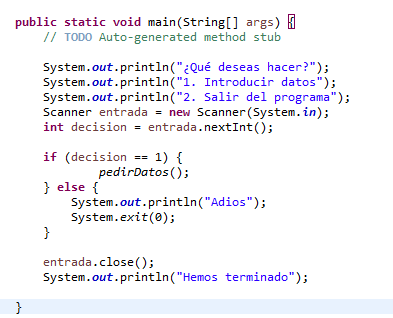 public static void main(String[] args) {
// TODO Auto-generated method stub
System.out.println("¿Qué deseas hacer?");
System.out.println("1. Introducir datos");
System.out.println("2. Salir del programa");
Scanner entrada = new Scanner(System.in);
int decision = entrada.nextInt();
if (decision == 1) {
pedirDatos();
} else {
System.out.println("Adios");
System.exit(0);
}
entrada.close();
System.out.println("Hemos terminado");
}